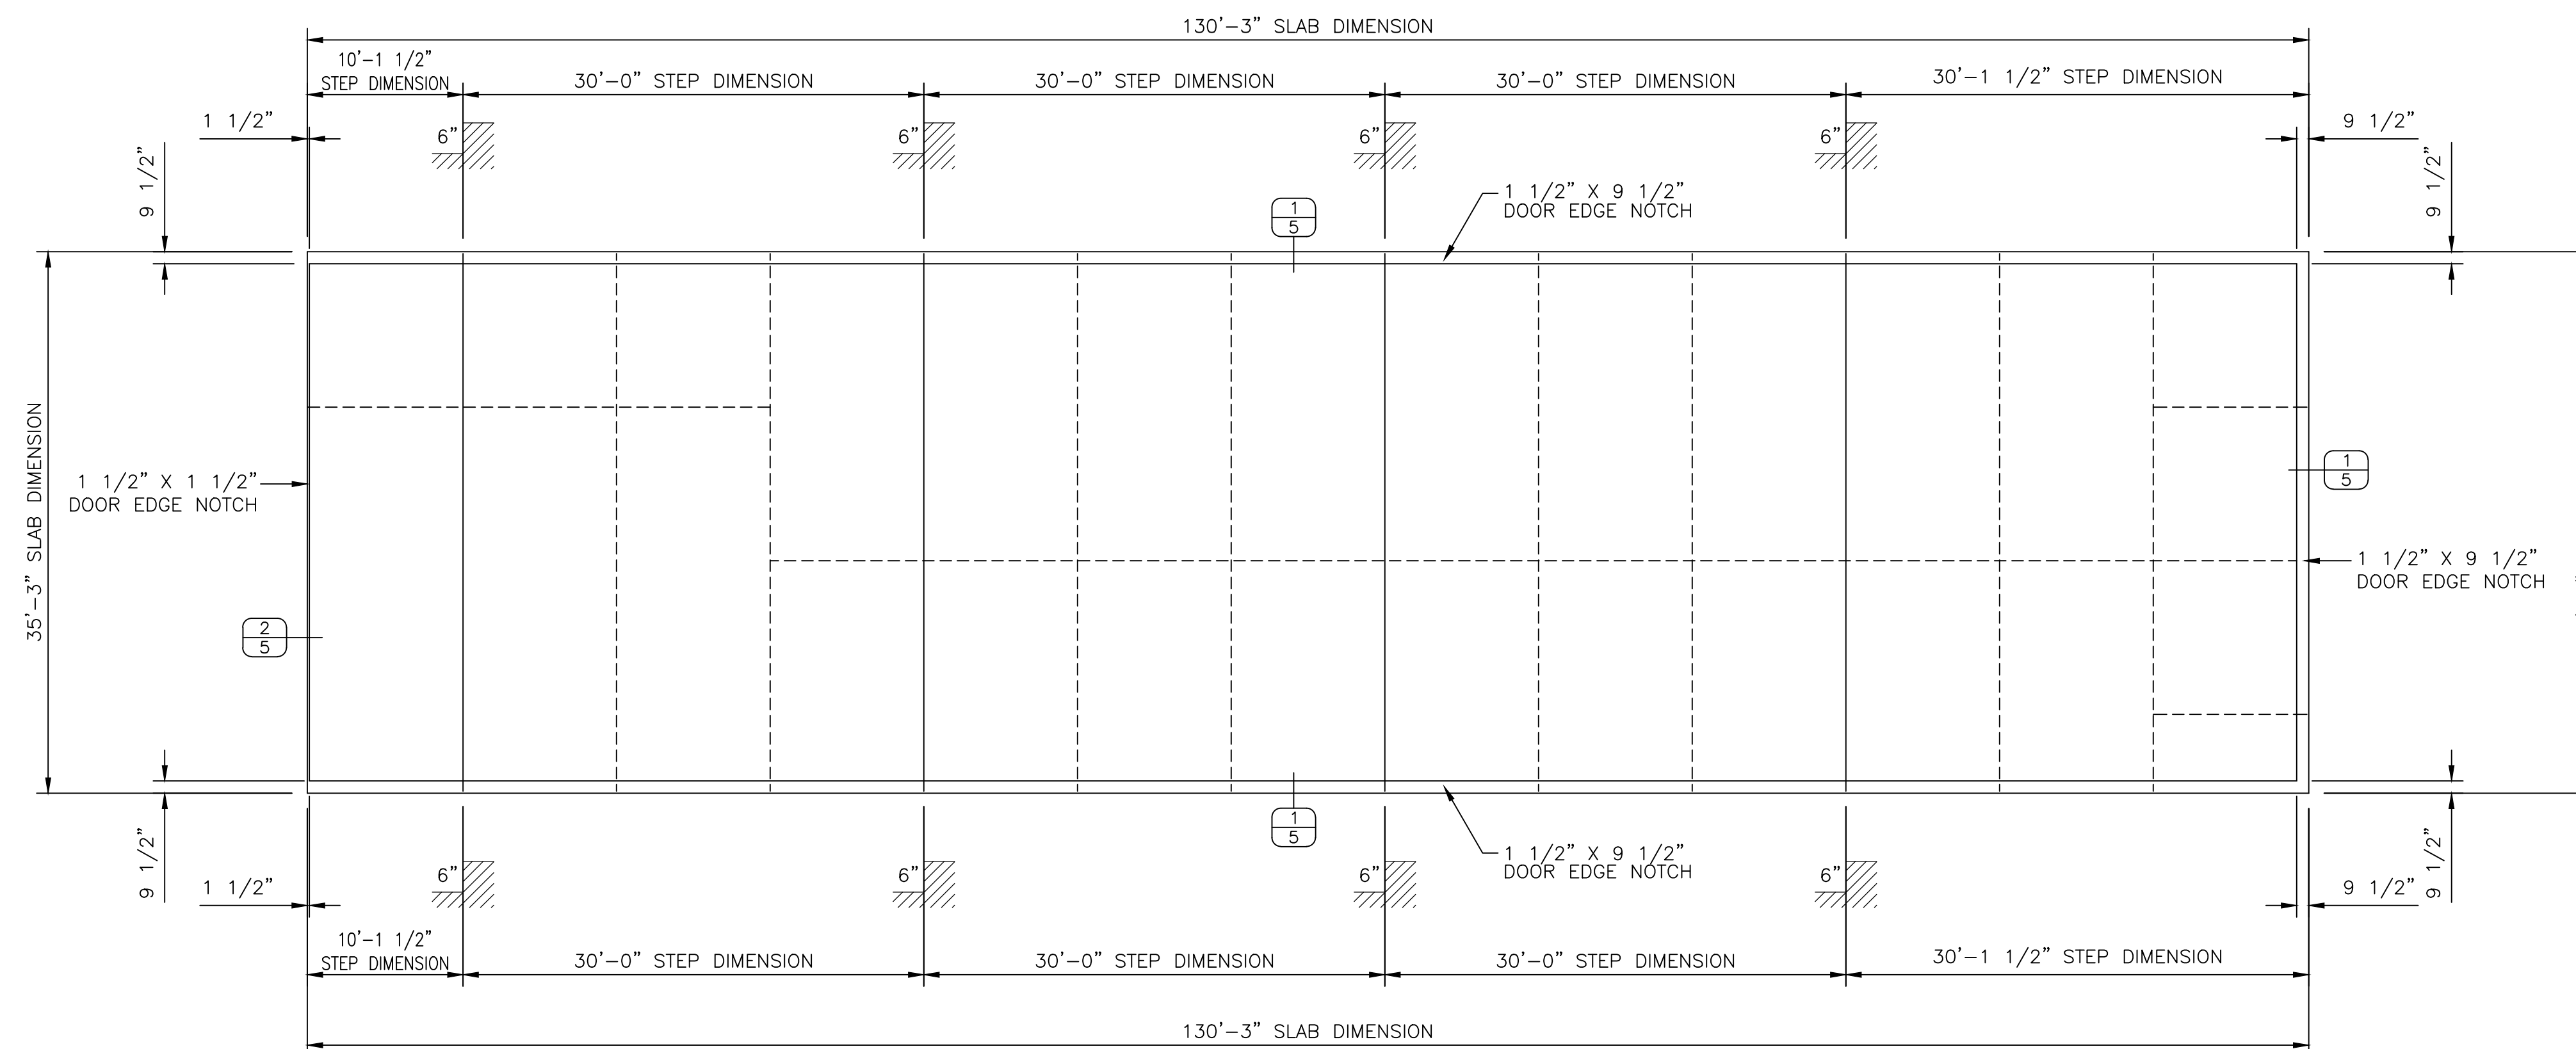 130'-3" SLAB DIMENSION
10'-1 1/2"
STEP DIMENSION
30'-0" STEP DIMENSION
30'-0" STEP DIMENSION
30'-0" STEP DIMENSION
30'-1 1/2" STEP DIMENSION
1 1/2"
6"
6"
6"
6"
9 1/2"
9 1/2"
9 1/2"
1 1/2" X 9 1/2"
DOOR EDGE NOTCH
1
5
35'-3" SLAB DIMENSION
1 1/2" X 1 1/2"
DOOR EDGE NOTCH
1
5
1 1/2" X 9 1/2"
DOOR EDGE NOTCH
2
5
1
5
1 1/2" X 9 1/2"
DOOR EDGE NOTCH
9 1/2"
1 1/2"
6"
6"
6"
6"
9 1/2"
9 1/2"
10'-1 1/2"
STEP DIMENSION
30'-0" STEP DIMENSION
30'-0" STEP DIMENSION
30'-0" STEP DIMENSION
30'-1 1/2" STEP DIMENSION
130'-3" SLAB DIMENSION